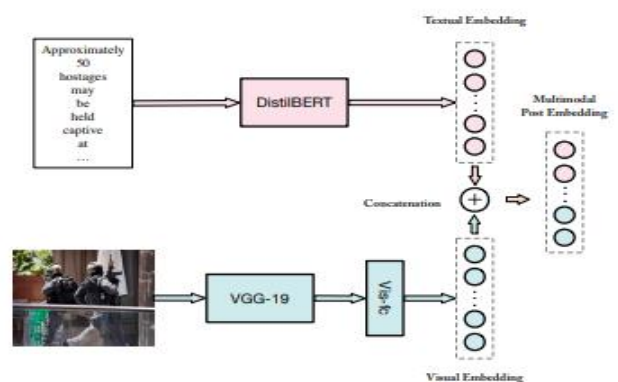 Textual Embedding
Approximately
50
hostages
may
be
held
captive
at
...
DistilBERT
Multimodal
Post Embedding
Concatenation
+
VGG-19
Vis-fc
Visual Embedding